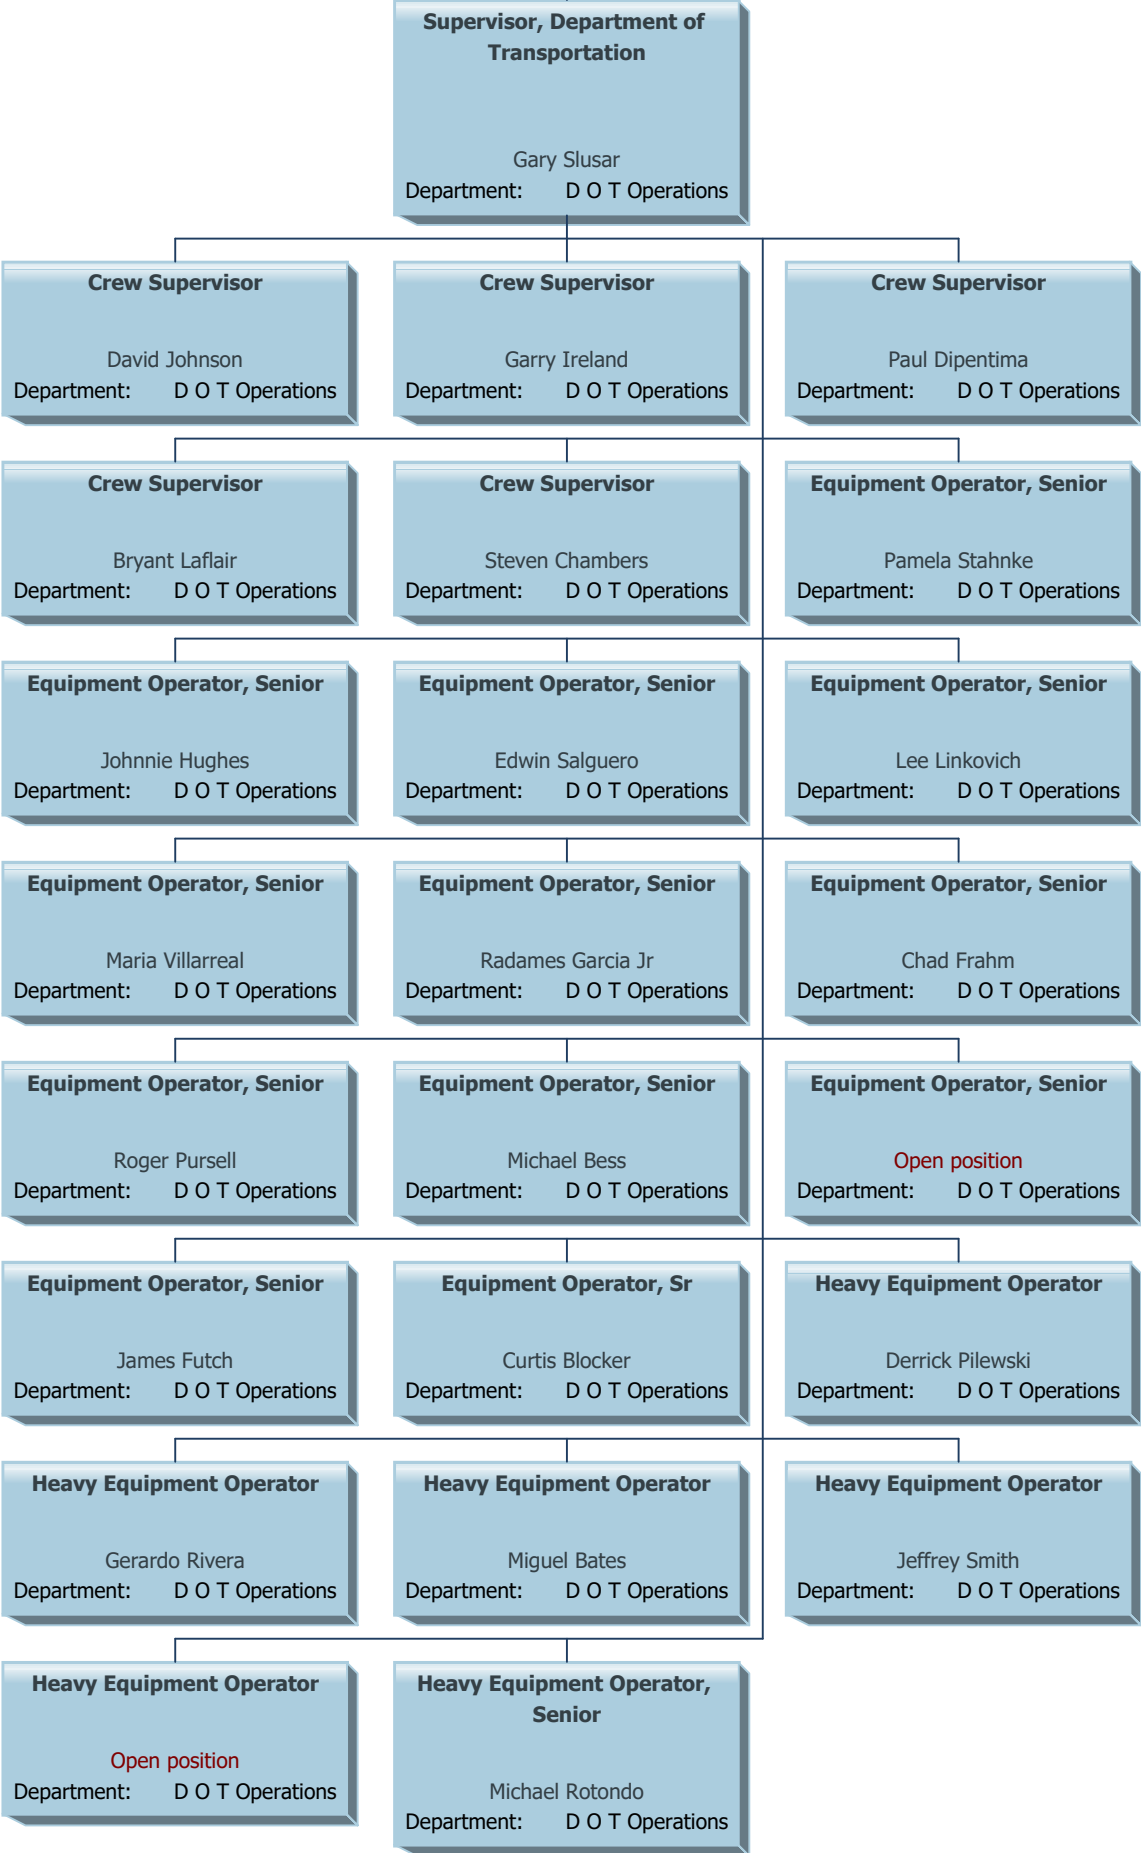 Supervisor, Department of
Transportation
Gary Slusar
Department: D O T Operations
Crew Supervisor
David Johnson
Department: D O T Operations
Crew Supervisor
Garry Ireland
Department: D O T Operations
Crew Supervisor
Paul Dipentima
Department: D O T Operations
Crew Supervisor
Bryant Laflair
Department: D O T Operations
Crew Supervisor
Steven Chambers
Department: D O T Operations
Equipment Operator, Senior
Pamela Stahnke
Department: D O T Operations
Equipment Operator, Senior
Johnnie Hughes
Department: D O T Operations
Equipment Operator, Senior
Edwin Salguero
Department: D O T Operations
Equipment Operator, Senior
Lee Linkovich
Department: D O T Operations
Equipment Operator, Senior
Maria Villarreal
Department: D O T Operations
Equipment Operator, Senior
Radames Garcia Jr
Department: D O T Operations
Equipment Operator, Senior
Chad Frahm
Department: D O T Operations
Equipment Operator, Senior
Roger Pursell
Department: D O T Operations
Equipment Operator, Senior
Michael Bess
Department: D O T Operations
Equipment Operator, Senior
Open position
Department: D O T Operations
Equipment Operator, Senior
James Futch
Department: D O T Operations
Equipment Operator, Sr
Curtis Blocker
Department: D O T Operations
Heavy Equipment Operator
Derrick Pilewski
Department: D O T Operations
Heavy Equipment Operator
Gerardo Rivera
Department: D O T Operations
Heavy Equipment Operator
Miguel Bates
Department: D O T Operations
Heavy Equipment Operator
Jeffrey Smith
Department: D O T Operations
Heavy Equipment Operator
Open position
Department: D O T Operations
Heavy Equipment Operator,
Senior
Michael Rotondo
Department: D O T Operations